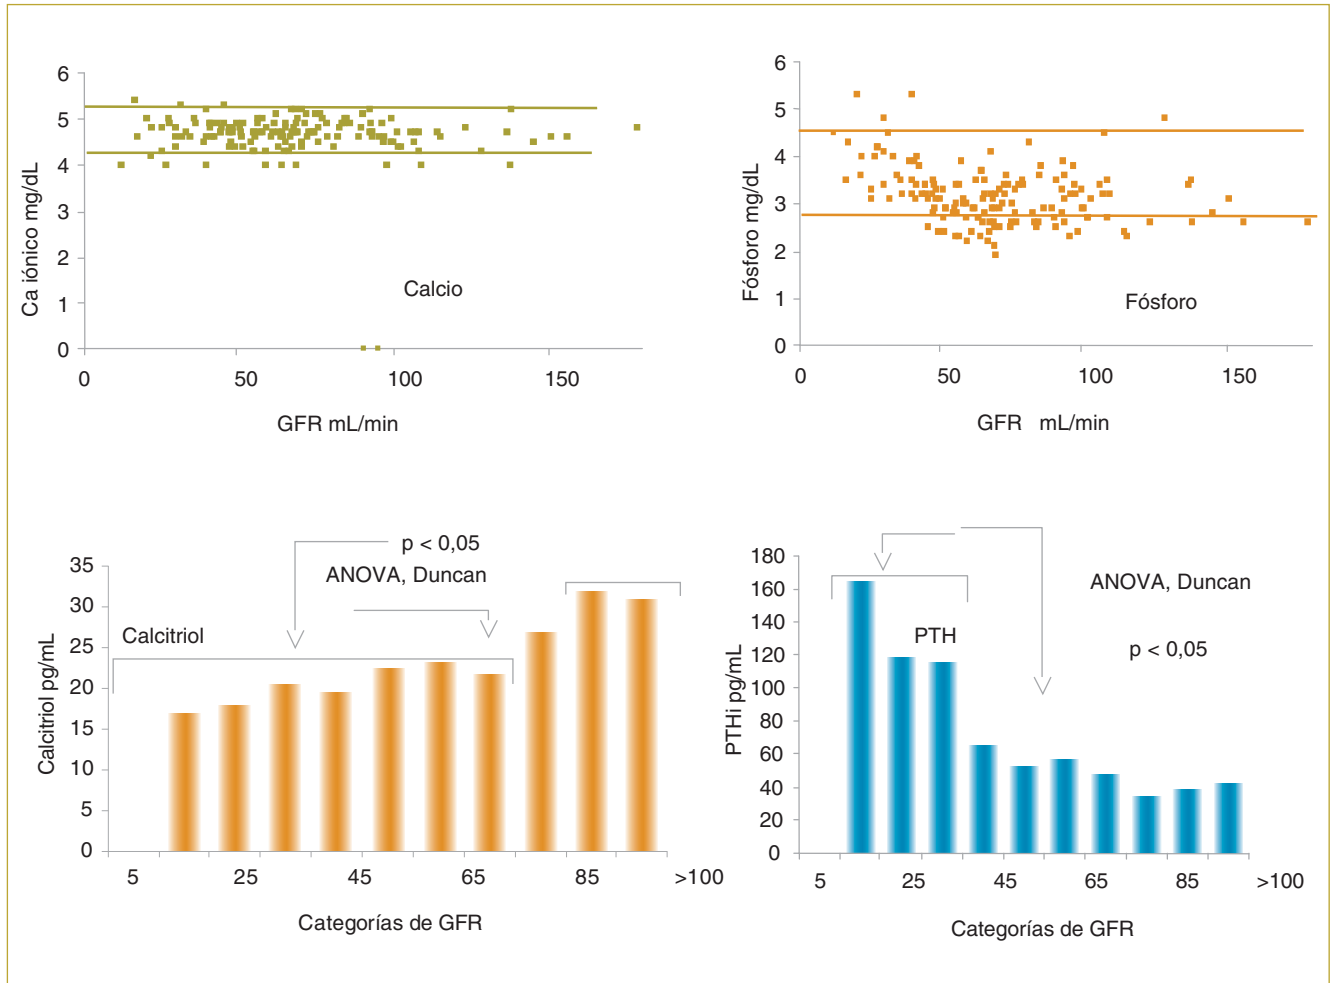 6
5
4
3
2
1
0
Ca iónico mg/dL
Calcio
0 50 100 150
GFR mL/min
6
5
4
3
2
1
0
Fósforo mg/dL
Fósforo
0 50 100 150
GFR mL/min
p < 0,05
ANOVA, Duncan
Calcitriol
35
30
25
20
15
10
5
0
Calcitriol pg/mL
5 25 45 65 85 >100
Categorías de GFR
180
160
140
120
100
80
60
40
20
0
PTHi pg/mL
ANOVA, Duncan
PTH
p < 0,05
5 25 45 65 85 >100
Categorías de GFR